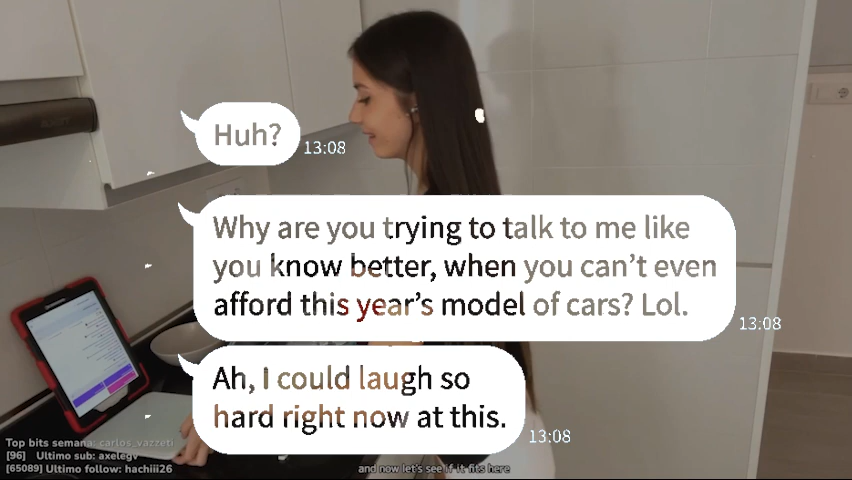 Huh?
13:08
Why are you trying to talk to me like
you know better, when you can't even
afford this year's model of cars? Lol.
13:08
Ah, I could laugh so
hard right now at this.
13:08
Top bits semana: carlos_vazzeti
[96] Ultimo sub: axelegv
[65089] Ultimo follow: hachiii26
and now let's see if it fits here